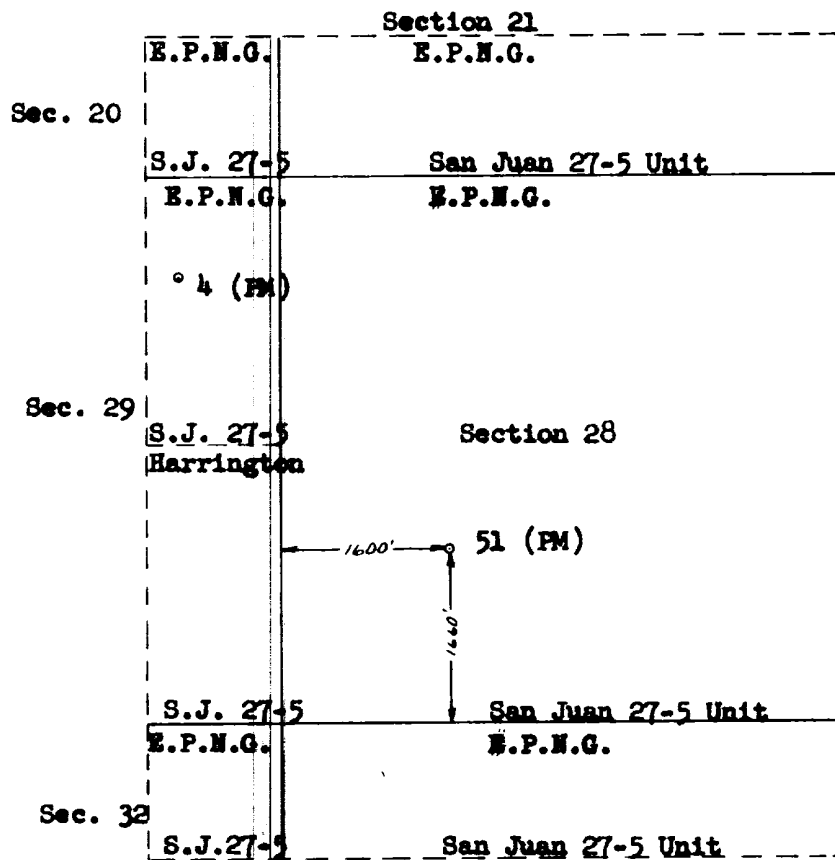 Section 21
E.P.N.G. E.P.N.G.
Sec. 20
S.J. 27-5 San Juan 27-5 Unit
E.P.N.G. E.P.N.G.
4 (PM)
Sec. 29
S.J. 27-5 Section 28
Harrington
1600' 51 (PM)
1660'
S.J. 27-5 San Juan 27-5 Unit
E.P.N.G. E.P.N.G.
Sec. 32
S.J.27-5 San Juan 27-5 Unit